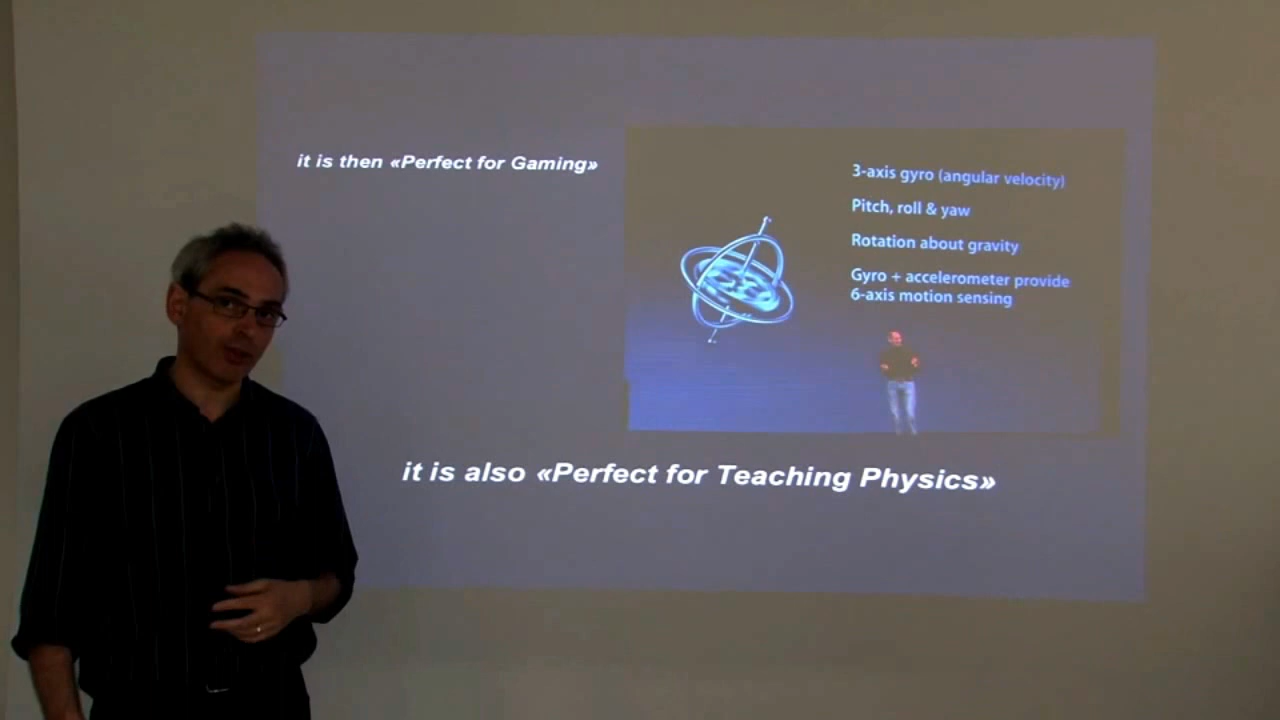 it is then «Perfect for Gaming»
3-axis gyro (angular velocity)
Pitch, roll & yaw
Rotation about gravity
Gyro + accelerometer provide
6-axis motion sensing
it is also «Perfect for Teaching Physics»